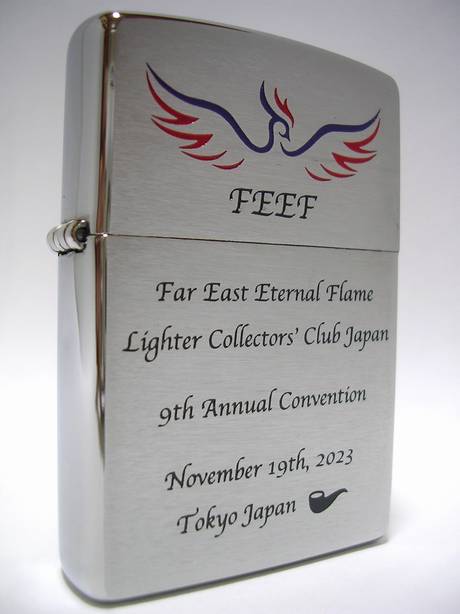 FEEF
Far East Eternal Flame
Lighter Collectors' Club Japan
9th Annual Convention
November 19th, 2023
Tokyo Japan